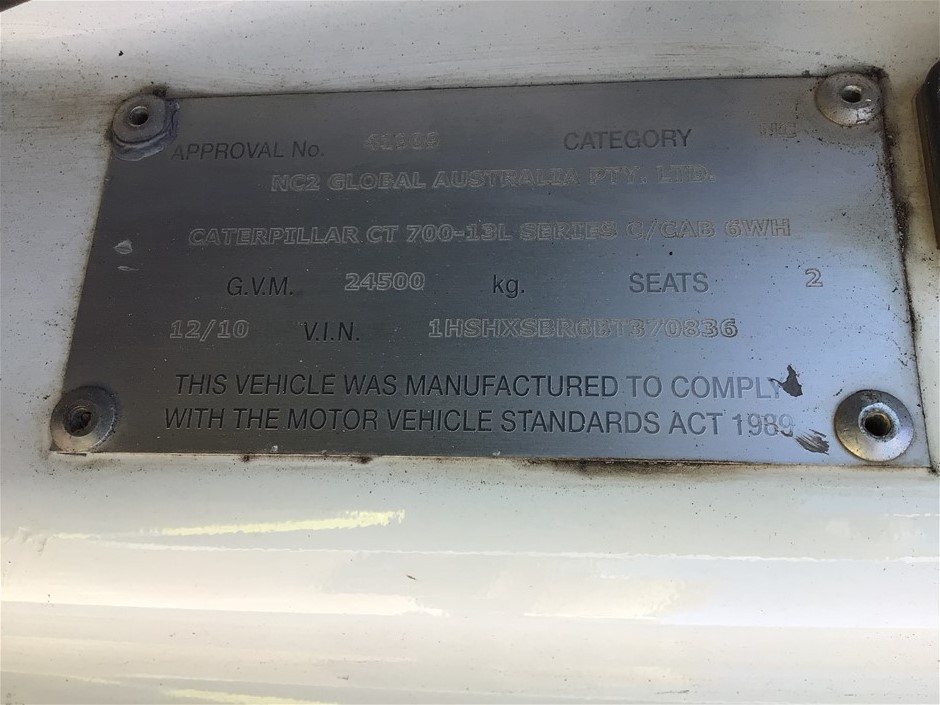 APPROVAL No. CATEGORY
NC2 GLOBAL AUSTRALIA PTY. LTD.
CATERPILLAR CT 700-13L SERIES C/CAB 6WH
G.V.M. 24500 kg. SEATS 2
12/10 V.I.N. 1HSHXSBR6BT370836
THIS VEHICLE WAS MANUFACTURED TO COMPLY
WITH THE MOTOR VEHICLE STANDARDS ACT 1989